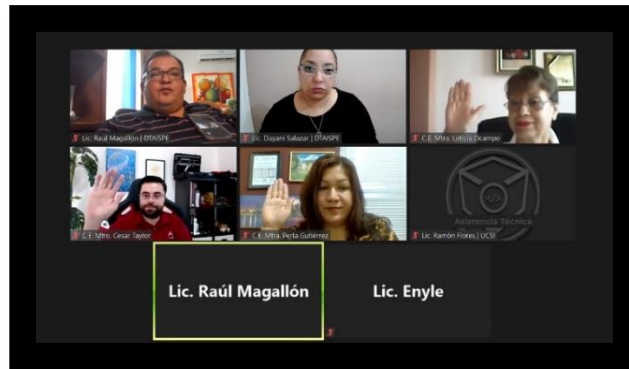 Lic. Raúl Magallón | DTAISPE
Lic. Dayani Salazar | DTAISPE
C.E. Mtra. Leticia Ocampo
C.E. Mtro. Cesar Taylor
C.E. Mtra. Perla Gutiérrez
Asistencia Técnica
Lic. Ramón Flores | UCSI
Lic. Raúl Magallón
Lic. Enyle